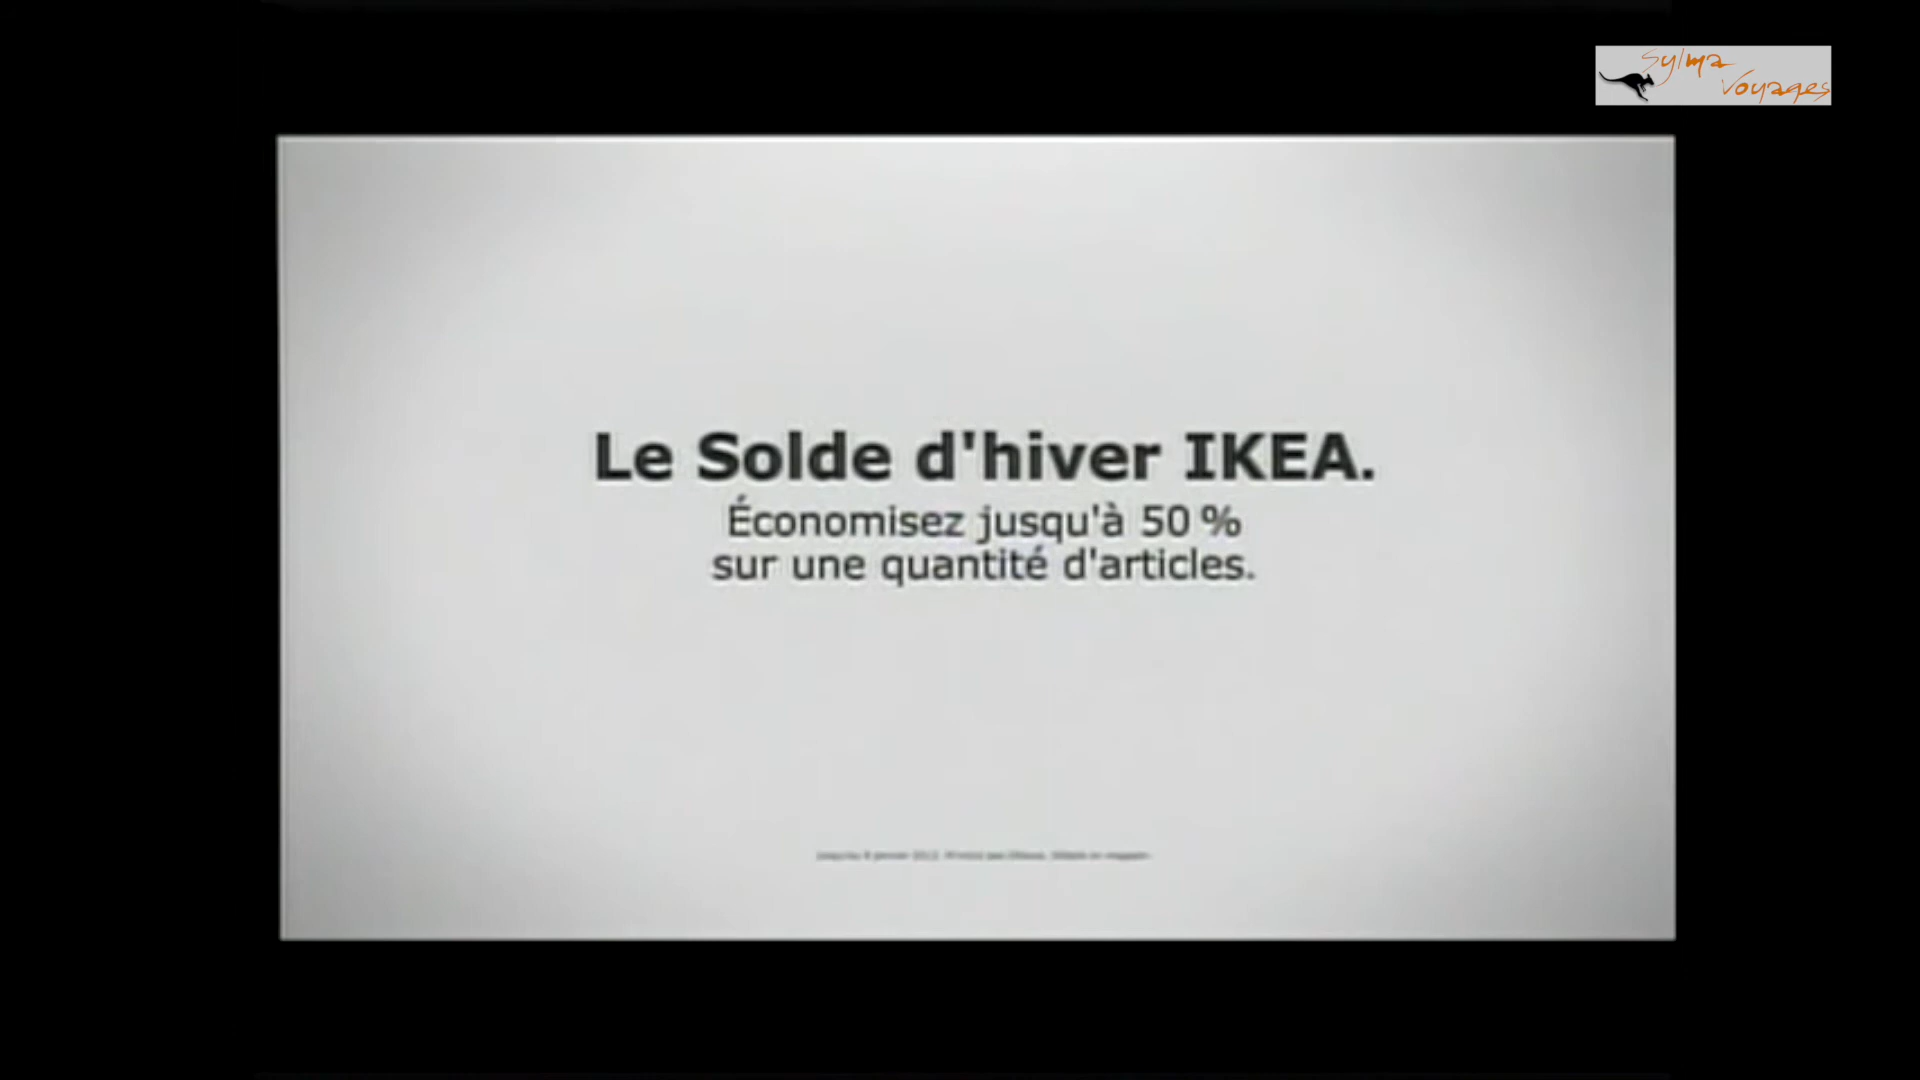 Sylma
Voyages
Le Solde d'hiver IKEA.
Économisez jusqu'à 50 %
sur une quantité d'articles.